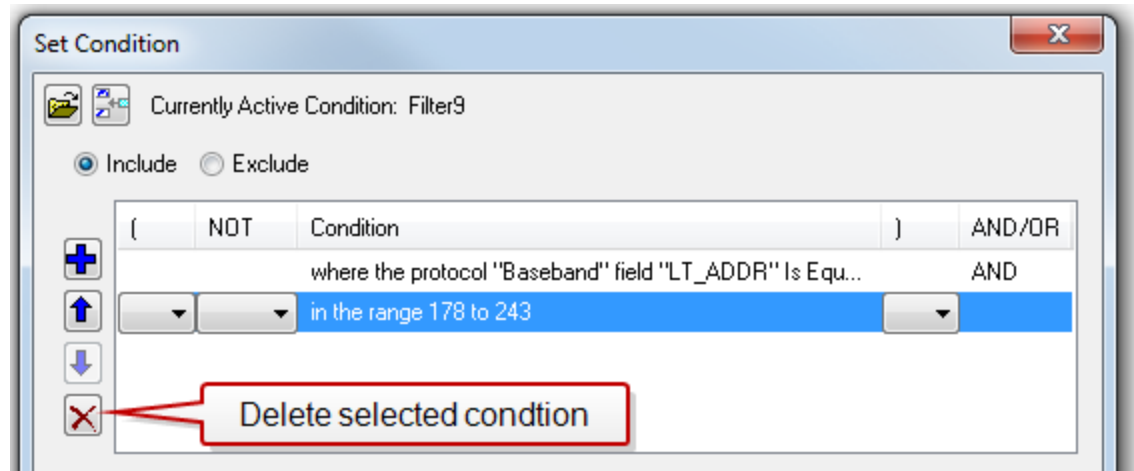 Set Condition
Currently Active Condition: Filter9
Include Exclude
( NOT Condition ) AND/OR
where the protocol "Baseband" field "LT_ADDR" Is Equ... AND
in the range 178 to 243
Delete selected condtion